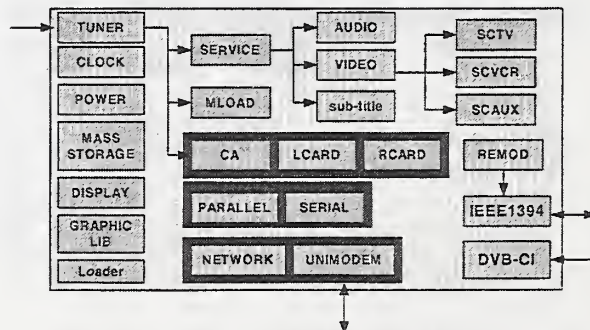 TUNER
CLOCK
POWER
MASS
STORAGE
DISPLAY
GRAPHIC
LIB
Loader
SERVICE
MLOAD
AUDIO
VIDEO
sub-title
SCTV
SCVCR
SCAUX
CA
LCARD
RCARD
PARALLEL
SERIAL
NETWORK
UNIMODEM
REMOD
IEEE1394
DVB-CI